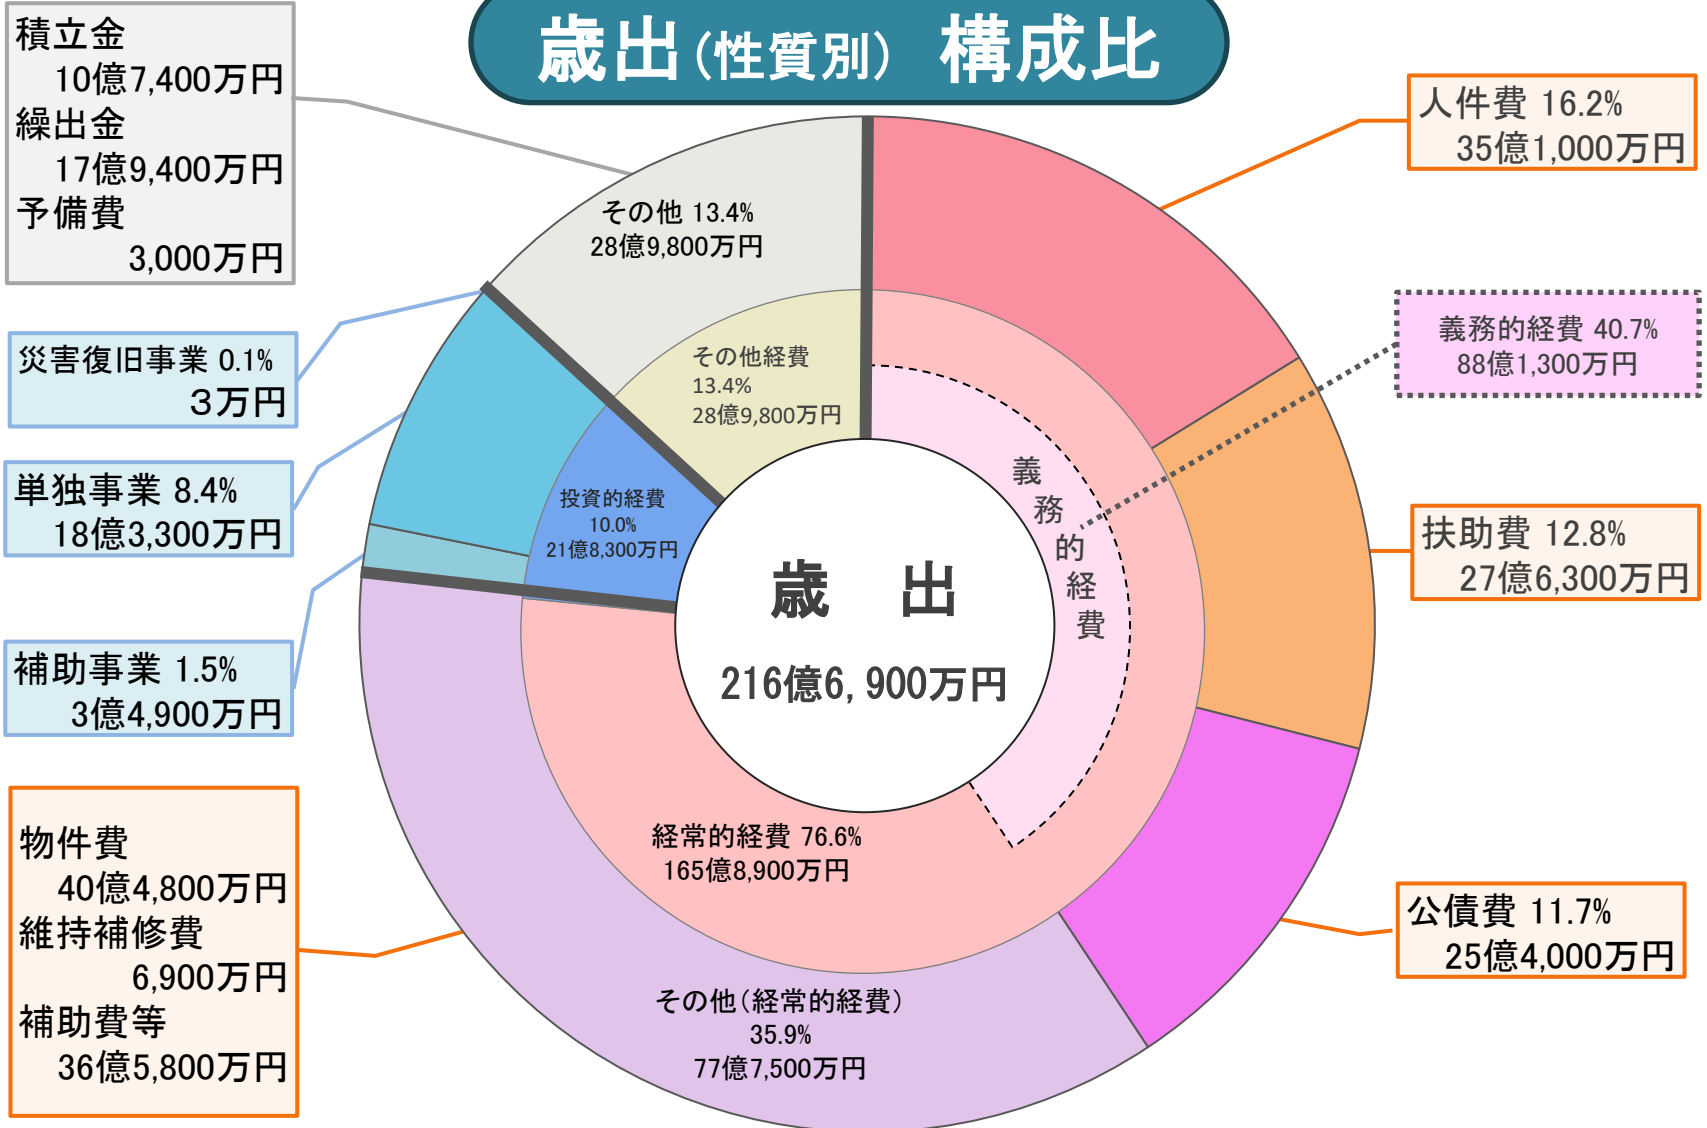 歳出(性質別) 構成比
積立金
10億7,400万円
繰出金
17億9,400万円
予備費
3,000万円
災害復旧事業 0.1%
３万円
単独事業 8.4%
18億3,300万円
補助事業 1.5%
3億4,900万円
物件費
40億4,800万円
維持補修費
6,900万円
補助費等
36億5,800万円
その他 13.4%
28億9,800万円
その他経費
13.4%
28億9,800万円
投資的経費
10.0%
21億8,300万円
歳 出
216億6,900万円
義務的経費
経常的経費 76.6%
165億8,900万円
その他（経常的経費）
35.9%
77億7,500万円
人件費 16.2%
35億1,000万円
義務的経費 40.7%
88億1,300万円
扶助費 12.8%
27億6,300万円
公債費 11.7%
25億4,000万円